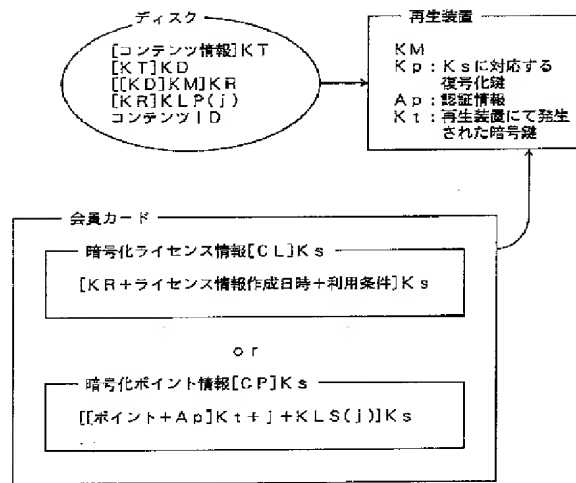 ディスク
[コンテンツ情報]KT
[KT]KD
[[KD]KM]KR
[KR]KLP(j)
コンテンツID
再生装置
KM
Kp:Ksに対応する
復号化鍵
Ap:認証情報
Kt:再生装置にて発生
された暗号鍵
会員カード
暗号化ライセンス情報[CL]Ks
[KR+ライセンス情報作成日時+利用条件]Ks
or
暗号化ポイント情報[CP]Ks
[[ポイント+Ap]Kt+j+KLS(j)]Ks